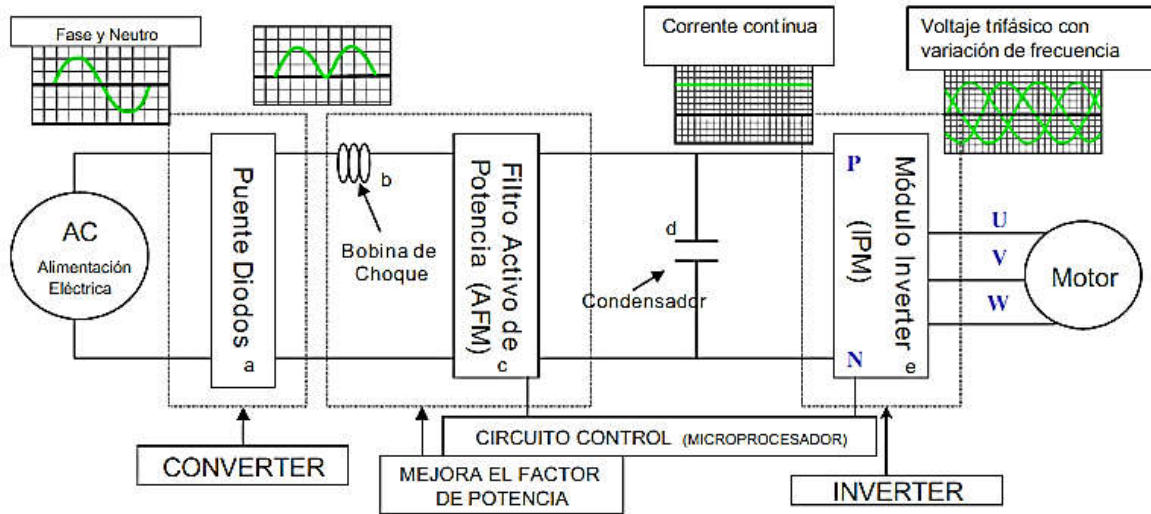 Fase y Neutro
Corrente contínua
Voltaje trifásico con
variación de frecuencia
AC
Alimentación
Eléctrica
Puente Diodos
a
b
Bobina de
Choque
Filtro Activo de
Potencia (AFM)
c
d
Condensador
P
N
Módulo Inverter
(IPM)
e
U
V
W
Motor
CONVERTER
CIRCUITO CONTROL (MICROPROCESADOR)
MEJORA EL FACTOR
DE POTENCIA
INVERTER